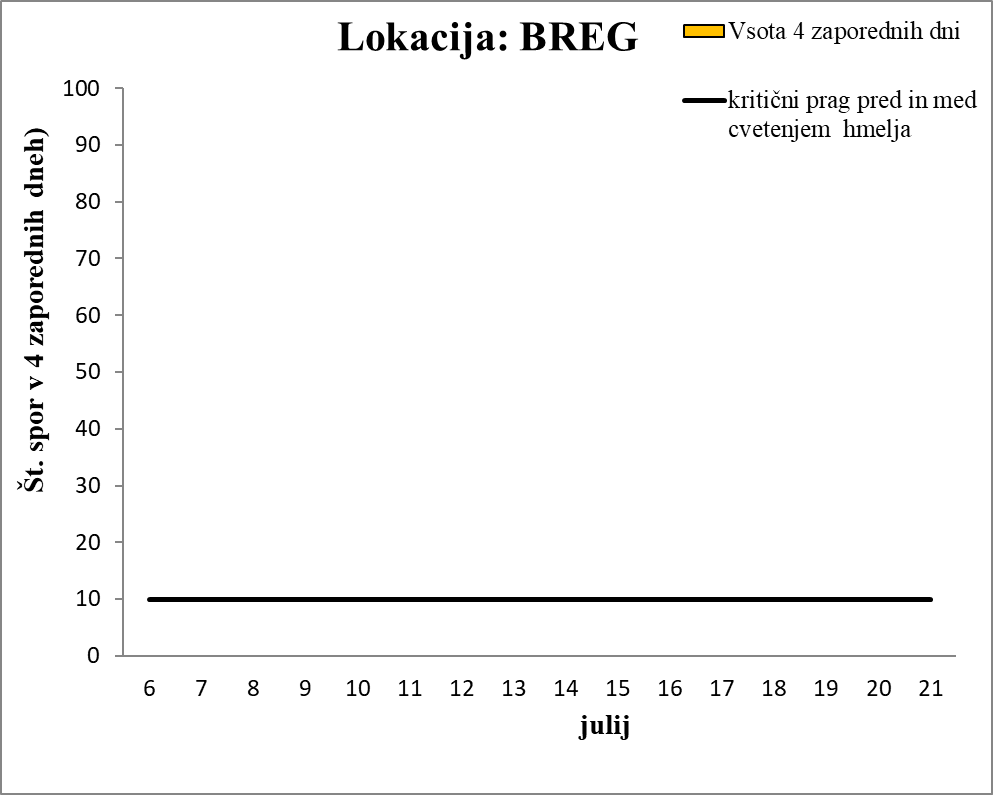 Lokacija: BREG
Vsota 4 zaporednih dni
kritični prag pred in med
cvetenjem hmelja
Št. spor v 4 zaporednih dneh)
100
90
80
70
60
50
40
30
20
10
0
6 7 8 9 10 11 12 13 14 15 16 17 18 19 20 21
julij